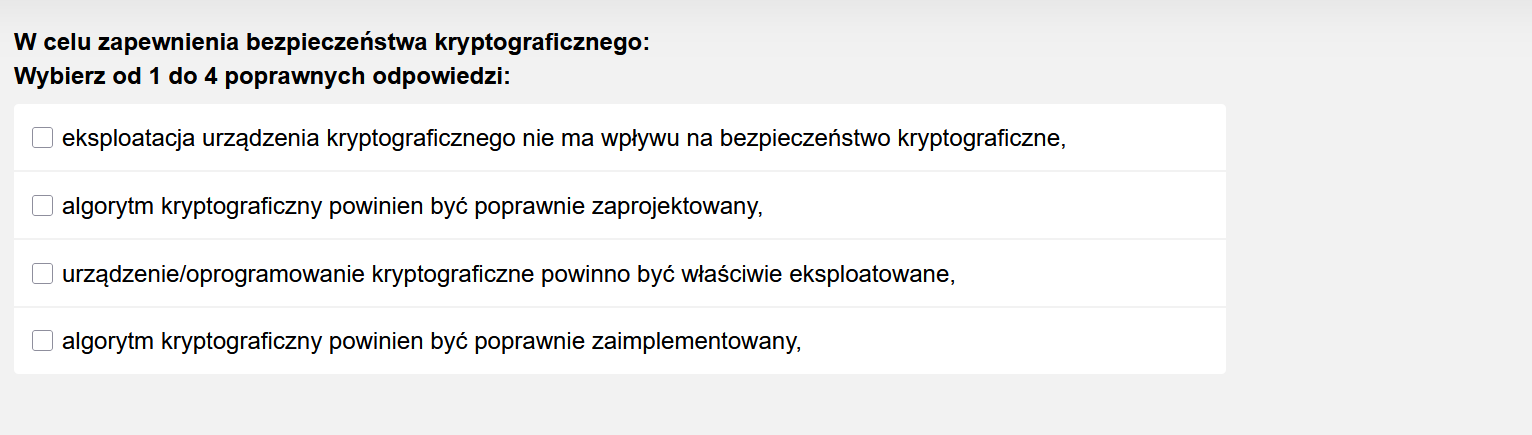 W celu zapewnienia bezpieczeństwa kryptograficznego:
Wybierz od 1 do 4 poprawnych odpowiedzi:
eksploatacja urządzenia kryptograficznego nie ma wpływu na bezpieczeństwo kryptograficzne,
algorytm kryptograficzny powinien być poprawnie zaprojektowany,
urządzenie/oprogramowanie kryptograficzne powinno być właściwie eksploatowane,
algorytm kryptograficzny powinien być poprawnie zaimplementowany,